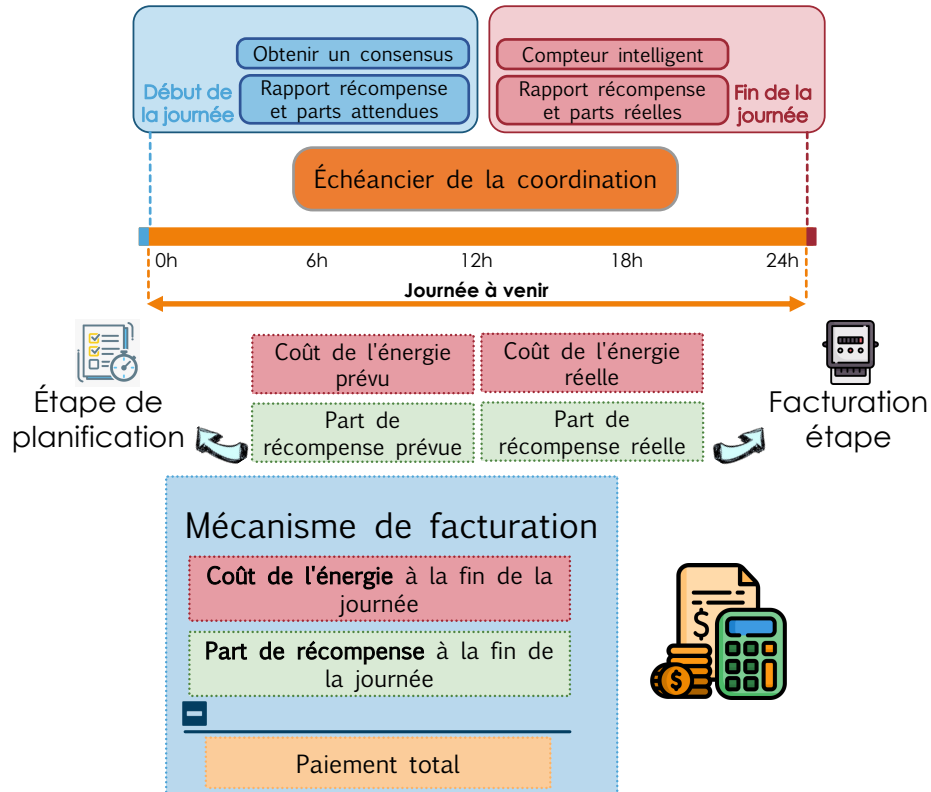 Obtenir un consensus
Début de
la journée
Rapport récompense
et parts attendues
Compteur intelligent
Rapport récompense
et parts réelles
Fin de la
journée
Échéancier de la coordination
0h 6h 12h 18h 24h
Journée à venir
Étape de
planification
Coût de l'énergie
prévu
Coût de l'énergie
réelle
Part de
récompense prévue
Part de
récompense réelle
Facturation
étape
Mécanisme de facturation
Coût de l'énergie à la fin de la
journée
Part de récompense à la fin de
la journée
Paiement total
$
$